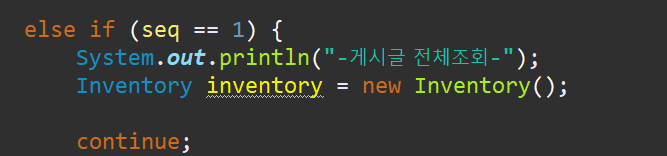 else if (seq == 1) {
System.out.println("-게시글 전체조회-");
Inventory inventory = new Inventory();
continue;